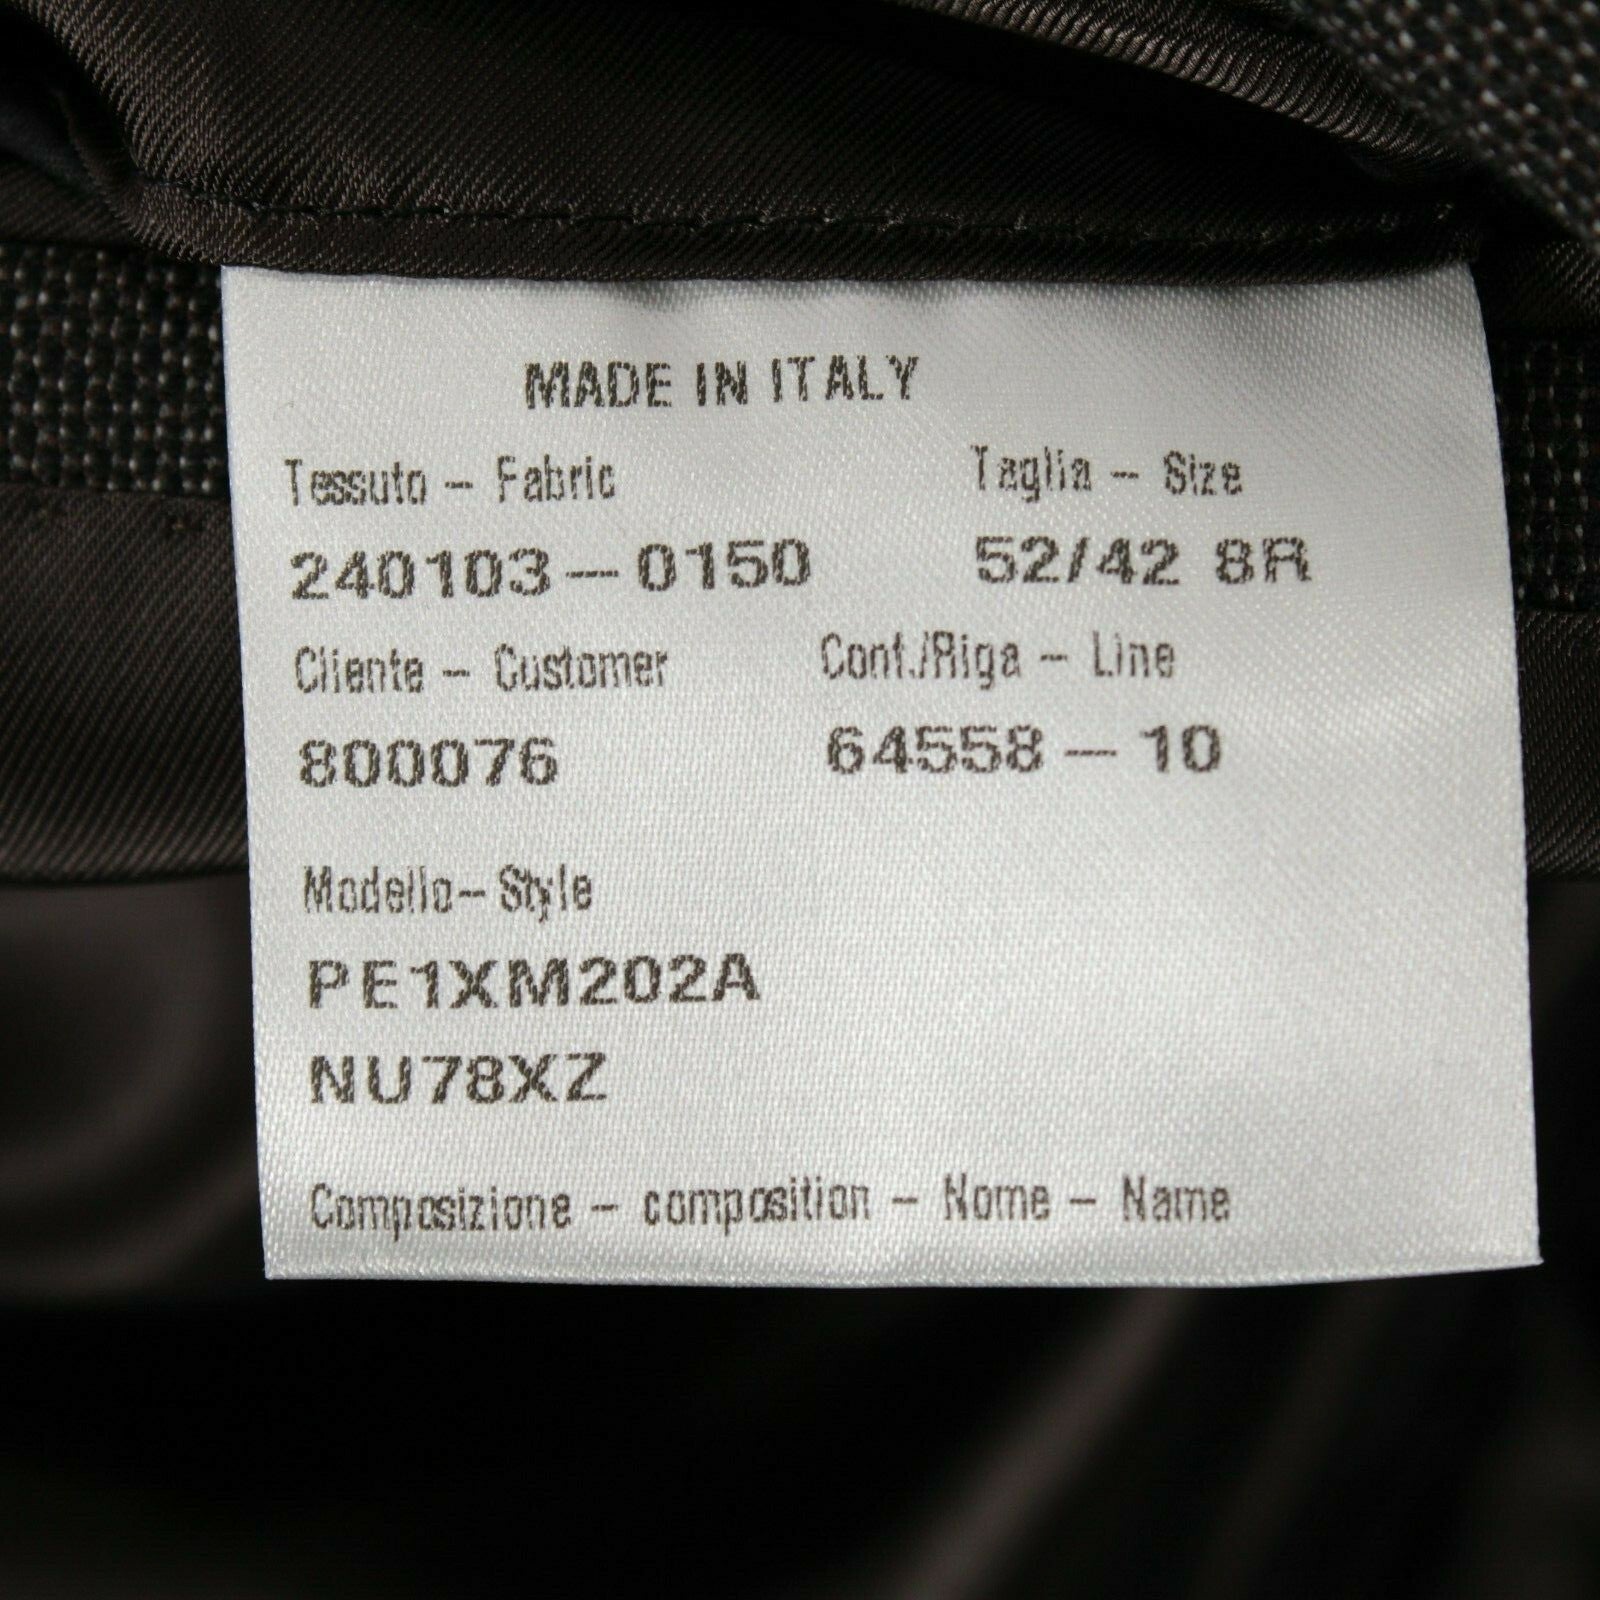 MADE IN ITALY
Tessuto - Fabric Taglia - Size
240103-0150 52/42 8R
Cliente - Customer Conf./Riga - Line
800076 64558-10
Modello-Style
PE1XM202A
NU78XZ
Composizione - composition - Nome - Name